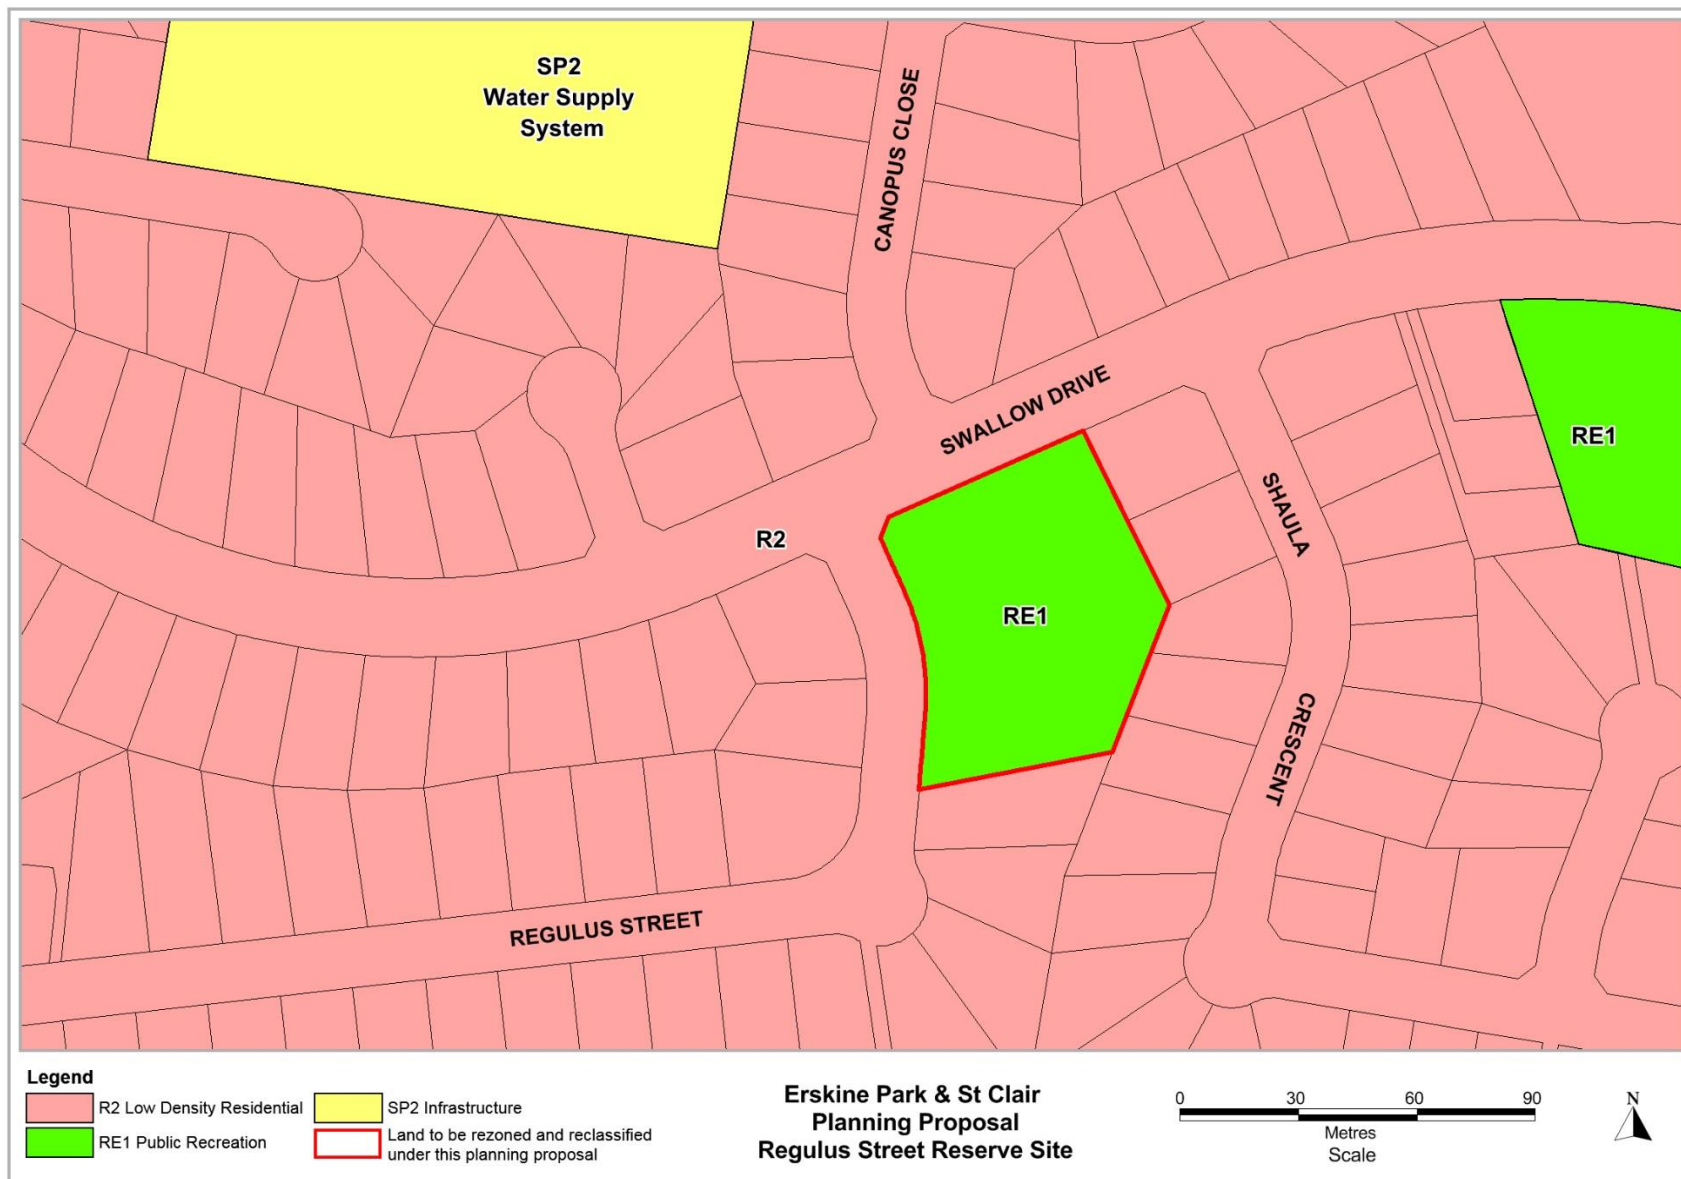 SP2
Water Supply
System
CANOPUS CLOSE
SWALLOW DRIVE
RE1
SHAULA
R2
RE1
CRESCENT
REGULUS STREET
Legend
R2 Low Density Residential
SP2 Infrastructure
RE1 Public Recreation
Land to be rezoned and reclassified
under this planning proposal
Erskine Park & St Clair
Planning Proposal
Regulus Street Reserve Site
0 30 60 90
Metres
Scale
N